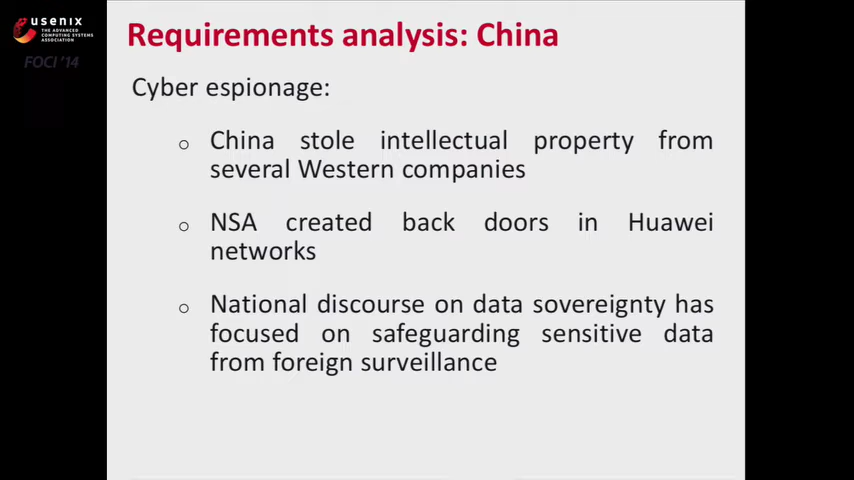 usenix
THE ADVANCED
COMPUTING SYSTEMS
ASSOCIATION
FOCI '14
Requirements analysis: China
Cyber espionage:
o China stole intellectual property from
several Western companies
o NSA created back doors in Huawei
networks
o National discourse on data sovereignty has
focused on safeguarding sensitive data
from foreign surveillance